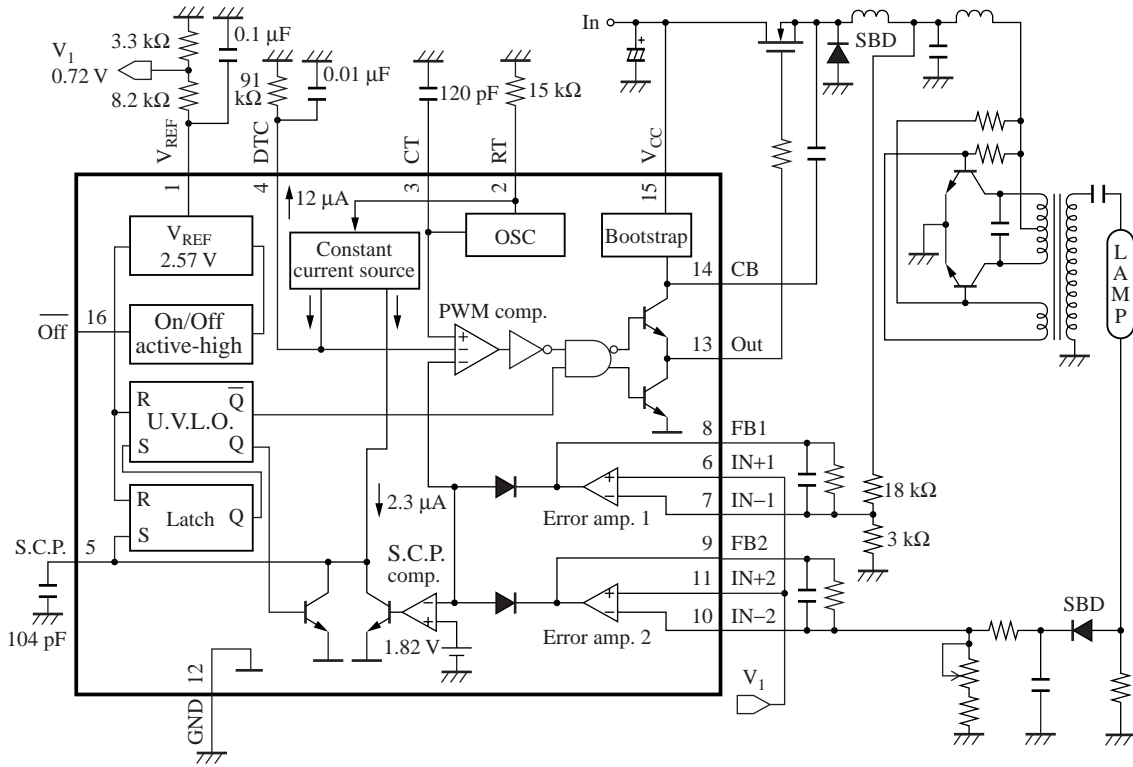 In
V1
0.72 V
3.3 kΩ
0.1 µF
8.2 kΩ
91
kΩ
0.01 µF
120 pF
15 kΩ
SBD
VREF
DTC
CT
RT
VCC
1
4
3
2
15
12 µA
VREF
2.57 V
Constant
current source
OSC
Bootstrap
14
CB
LAMP
Off
16
On/Off
active-high
PWM comp.
13
Out
R
Q
U.V.L.O.
S
Q
8
FB1
6
IN+1
7
IN−1
18 kΩ
Error amp. 1
2.3 µA
R
Latch
Q
S
S.C.P.
5
3 kΩ
9
FB2
S.C.P.
comp.
11
IN+2
10
IN−2
SBD
Error amp. 2
104 pF
1.82 V
12
GND
V1